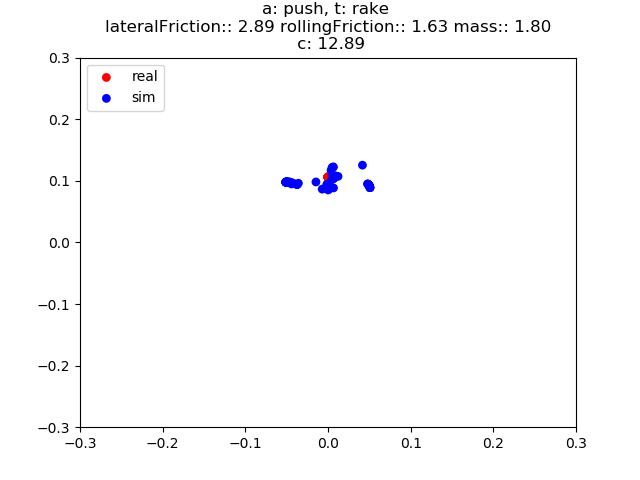 a: push, t: rake
lateralFriction:: 2.89 rollingFriction:: 1.63 mass:: 1.80
c: 12.89
real
sim
0.3
0.2
0.1
0.0
−0.1
−0.2
−0.3
−0.3 −0.2 −0.1 0.0 0.1 0.2 0.3